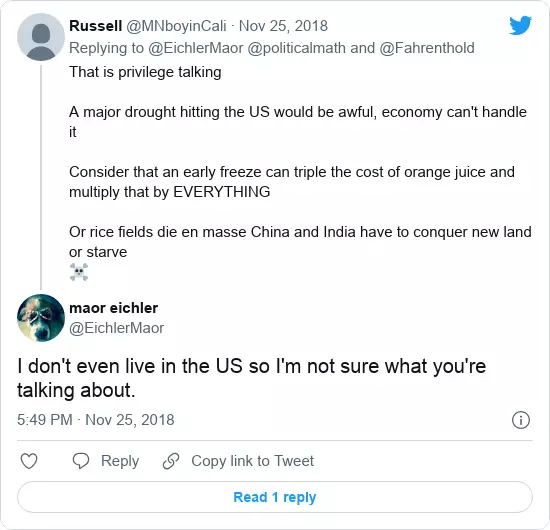 Russell @MNboyinCali · Nov 25, 2018
Replying to @EichlerMaor @politicalmath and @Fahrenthold
That is privilege talking
A major drought hitting the US would be awful, economy can't handle
it
Consider that an early freeze can triple the cost of orange juice and
multiply that by EVERYTHING
Or rice fields die en masse China and India have to conquer new land
or starve
☠️
maor eichler
@EichlerMaor
I don't even live in the US so I'm not sure what you're
talking about.
5:49 PM · Nov 25, 2018
Reply
Copy link to Tweet
Read 1 reply